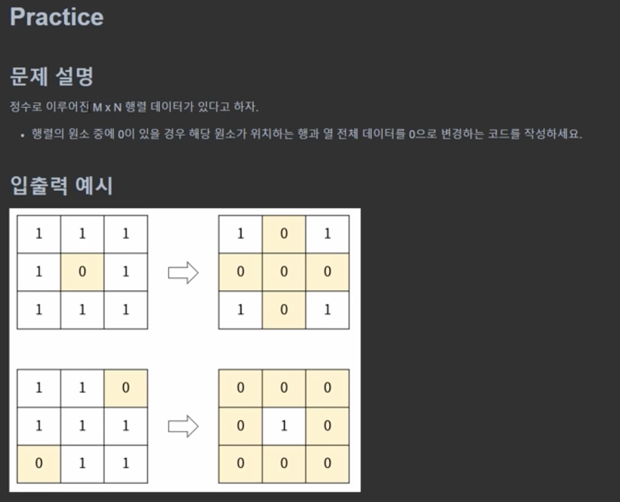 Practice
문제 설명
정수로 이루어진 M x N 행렬 데이터가 있다고 하자.
• 행렬의 원소 중에 0이 있을 경우 해당 원소가 위치하는 행과 열 전체 데이터를 0으로 변경하는 코드를 작성하세요.
입출력 예시
1 1 1 1 0 1
1 0 1 0 0 0
1 1 1 1 0 1
1 1 0 0 0 0
1 1 1 0 1 0
0 1 1 0 0 0